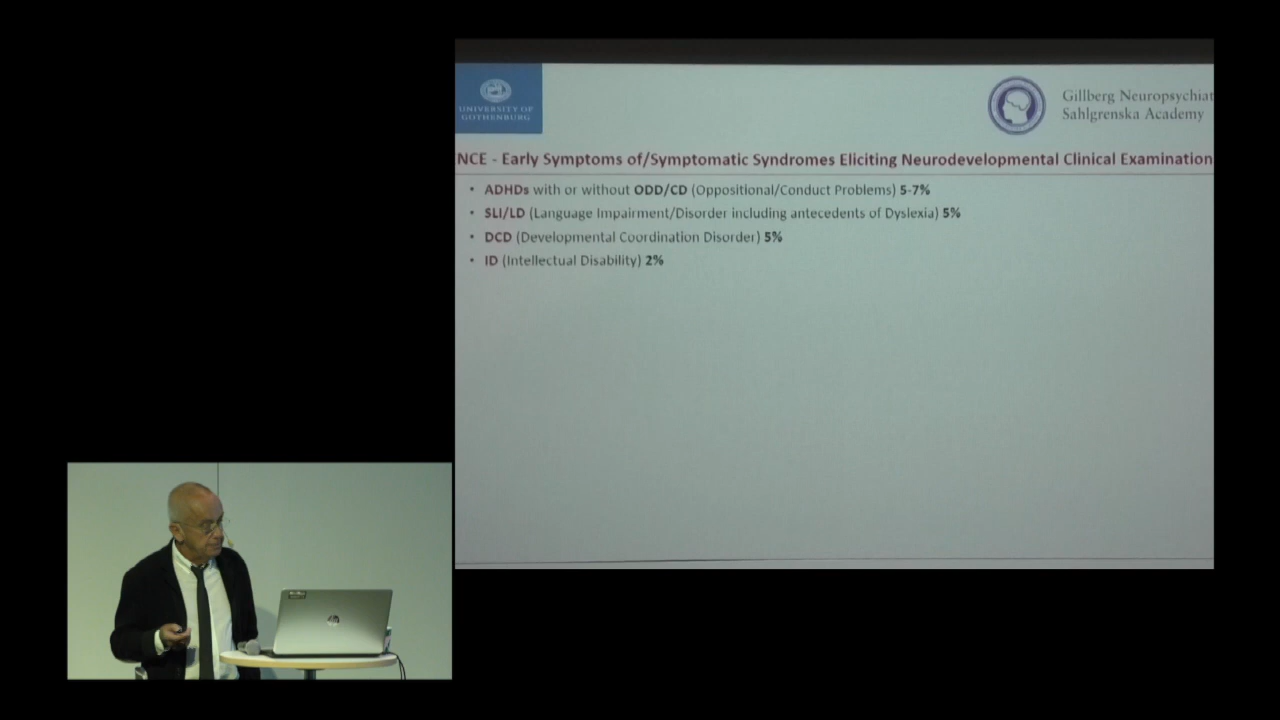 UNIVERSITY OF
GOTHENBURG
Gillberg Neuropsychiat
Sahlgrenska Academy
NCE - Early Symptoms of/Symptomatic Syndromes Eliciting Neurodevelopmental Clinical Examination
• ADHDs with or without ODD/CD (Oppositional/Conduct Problems) 5-7%
• SLI/LD (Language Impairment/Disorder including antecedents of Dyslexia) 5%
• DCD (Developmental Coordination Disorder) 5%
• ID (Intellectual Disability) 2%
hp